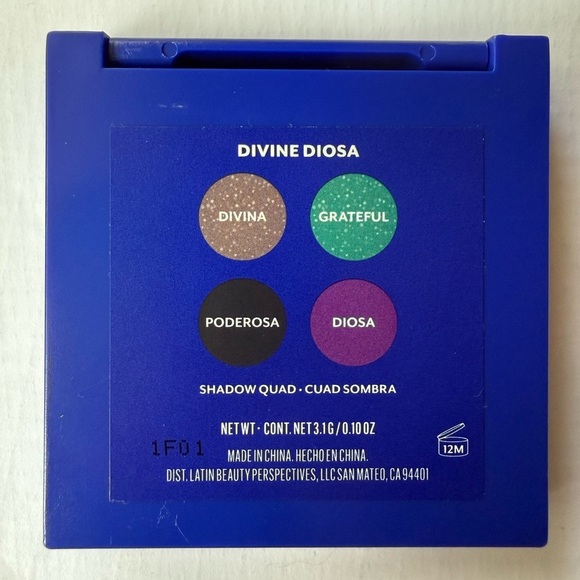 DIVINE DIOSA
DIVINA
GRATEFUL
PODEROSA
DIOSA
SHADOW QUAD • CUAD SOMBRA
NET WT • CONT. NET 3.1 G / 0.10 OZ
1F01
MADE IN CHINA. HECHO EN CHINA.
12M
DIST. LATIN BEAUTY PERSPECTIVES, LLC SAN MATEO, CA 94401